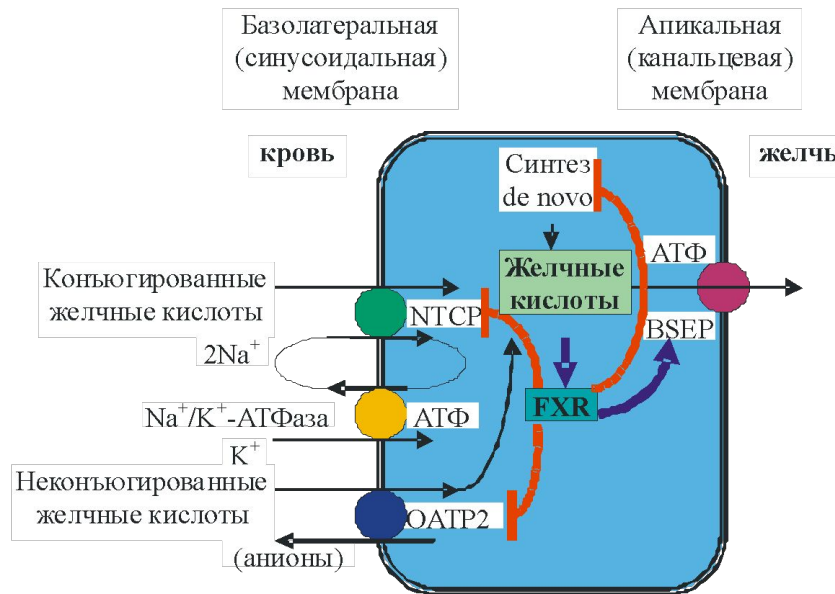 Базолатеральная
(синусоидальная)
мембрана
Апикальная
(канальцевая)
мембрана
кровь
желчь
Синтез
de novo
АТФ
Желчные
кислоты
Конъюгированные
желчные кислоты
NTCP
BSEP
2Na⁺
FXR
Na⁺/K⁺-АТФаза
АТФ
K⁺
Неконъюгированные
желчные кислоты
OATP2
(анионы)